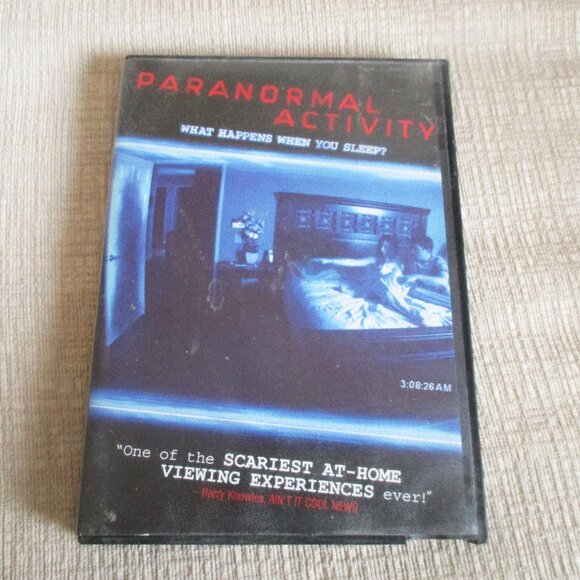 PARANORMAL
ACTIVITY
WHAT HAPPENS WHEN YOU SLEEP?
3:08:26 AM
"One of the SCARIEST AT-HOME
VIEWING EXPERIENCES ever!"
– Harry Knowles, AIN'T IT COOL NEWS